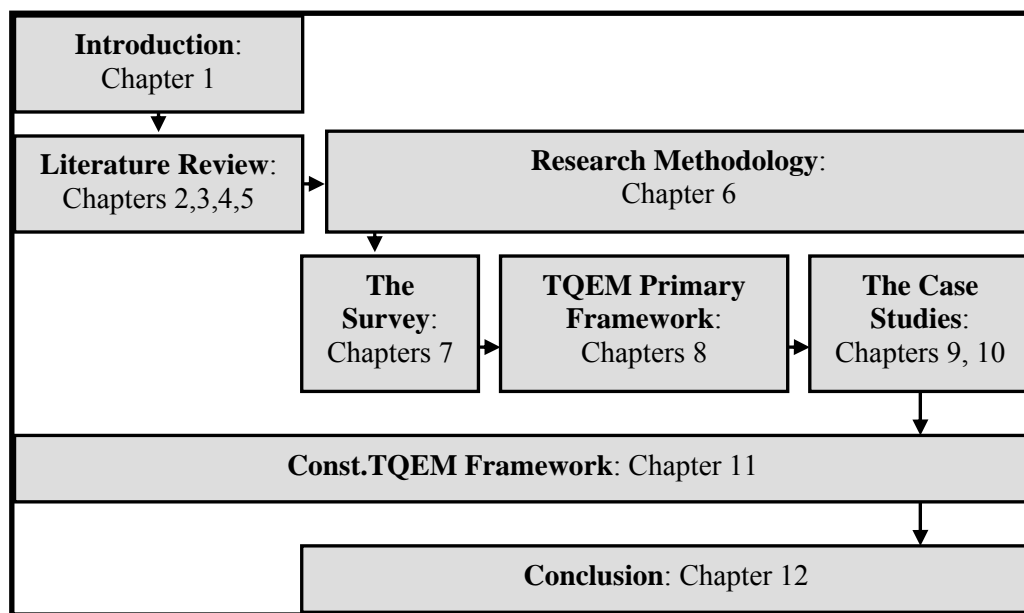 Introduction:
Chapter 1
Literature Review:
Chapters 2,3,4,5
Research Methodology:
Chapter 6
The
Survey:
Chapters 7
TQEM Primary
Framework:
Chapters 8
The Case
Studies:
Chapters 9, 10
Const.TQEM Framework: Chapter 11
Conclusion: Chapter 12